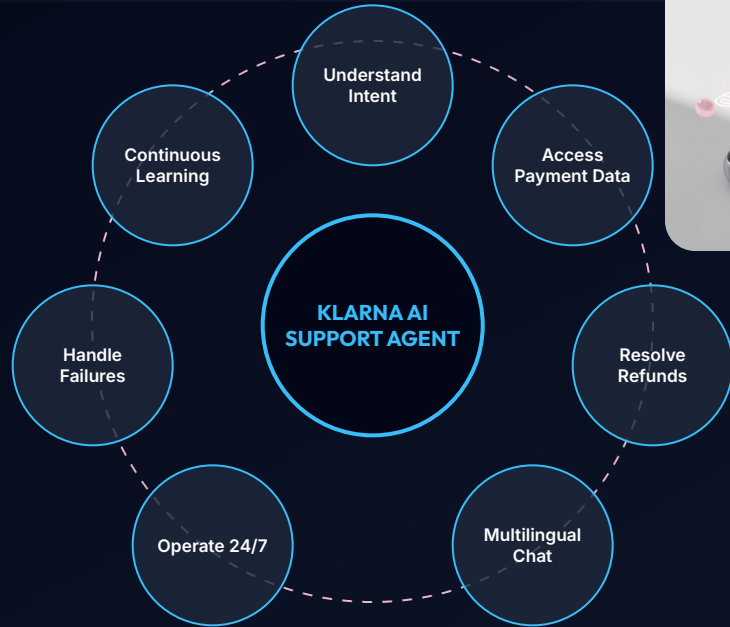 Understand
Intent
Continuous
Learning
Access
Payment Data
KLARNA AI
SUPPORT AGENT
Handle
Failures
Resolve
Refunds
Operate 24/7
Multilingual
Chat